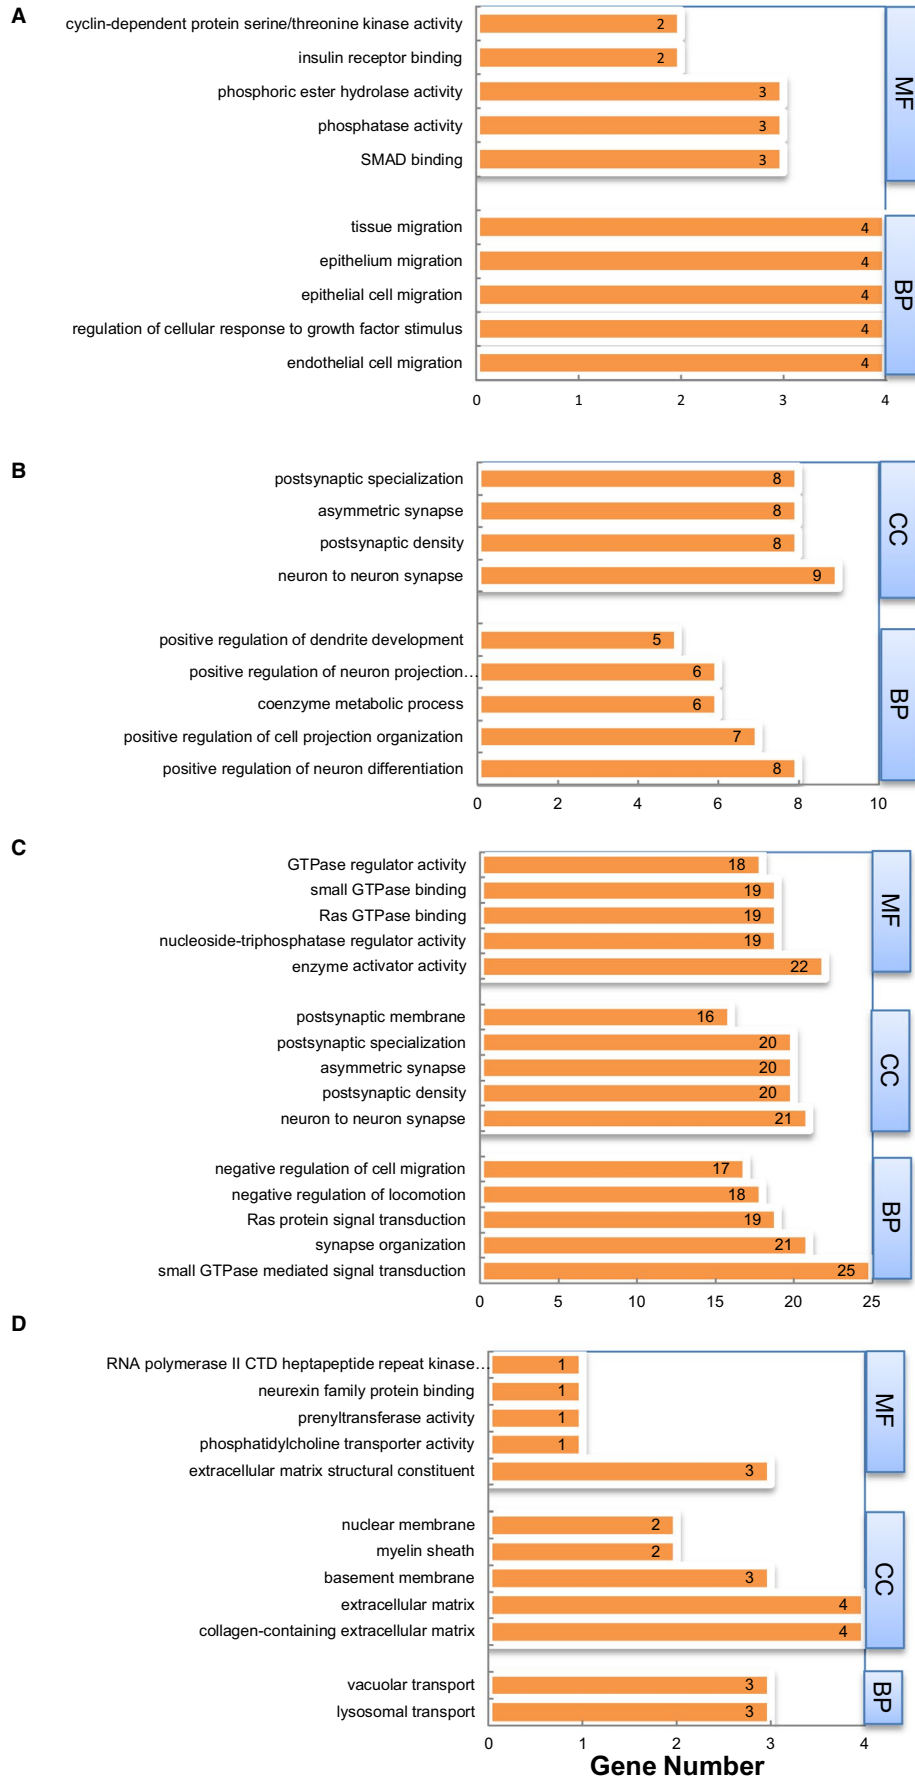 A
cyclin-dependent protein serine/threonine kinase activity 2
insulin receptor binding 2
phosphoric ester hydrolase activity 3
phosphatase activity 3
SMAD binding 3
MF
tissue migration 4
epithelium migration 4
epithelial cell migration 4
regulation of cellular response to growth factor stimulus 4
endothelial cell migration 4
BP
0 1 2 3 4
B
postsynaptic specialization 8
asymmetric synapse 8
postsynaptic density 8
neuron to neuron synapse 9
CC
positive regulation of dendrite development 5
positive regulation of neuron projection… 6
coenzyme metabolic process 6
positive regulation of cell projection organization 7
positive regulation of neuron differentiation 8
BP
0 2 4 6 8 10
C
GTPase regulator activity 18
small GTPase binding 19
Ras GTPase binding 19
nucleoside-triphosphatase regulator activity 19
enzyme activator activity 22
MF
postsynaptic membrane 16
postsynaptic specialization 20
asymmetric synapse 20
postsynaptic density 20
neuron to neuron synapse 21
CC
negative regulation of cell migration 17
negative regulation of locomotion 18
Ras protein signal transduction 19
synapse organization 21
small GTPase mediated signal transduction 25
BP
0 5 10 15 20 25
D
RNA polymerase II CTD heptapeptide repeat kinase… 1
neurexin family protein binding 1
prenyltransferase activity 1
phosphatidylcholine transporter activity 1
extracellular matrix structural constituent 3
MF
nuclear membrane 2
myelin sheath 2
basement membrane 3
extracellular matrix 4
collagen-containing extracellular matrix 4
CC
vacuolar transport 3
lysosomal transport 3
BP
0 1 2 3 4
Gene Number